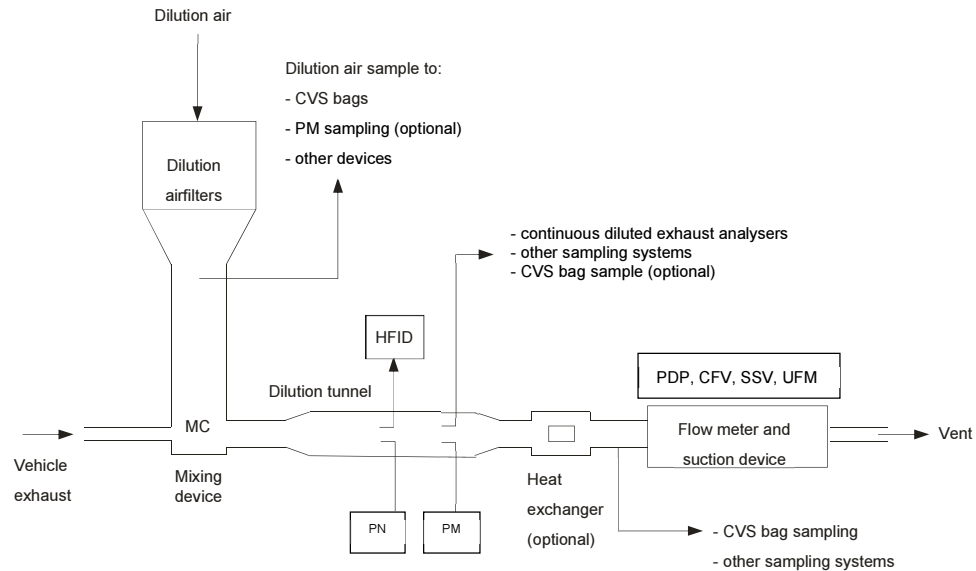 Dilution air
Dilution air sample to:
- CVS bags
- PM sampling (optional)
- other devices
Dilution
airfilters
- continuous diluted exhaust analysers
- other sampling systems
- CVS bag sample (optional)
HFID
PDP, CFV, SSV, UFM
Dilution tunnel
MC
Flow meter and
suction device
Vent
Vehicle
exhaust
Mixing
device
Heat
exchanger
(optional)
PN
PM
- CVS bag sampling
- other sampling systems